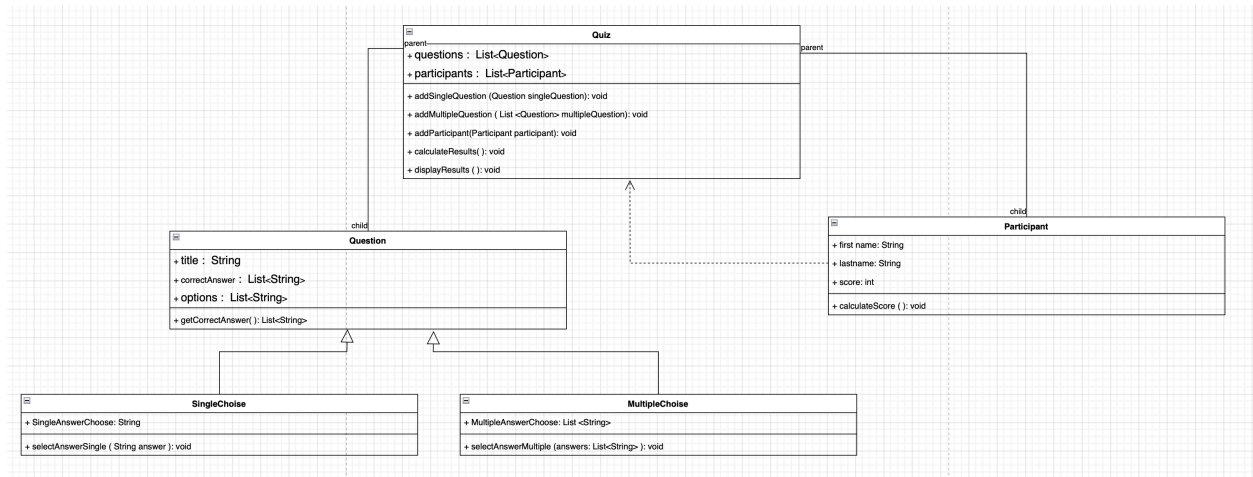 Quiz
parent
+ questions : List<Question>
+ participants : List<Participant>
+ addSingleQuestion (Question singleQuestion): void
+ addMultipleQuestion ( List <Question> multipleQuestion): void
+ addParticipant(Participant participant): void
+ calculateResults( ): void
+ displayResults ( ): void
parent
child
child
Question
+ title : String
+ correctAnswer : List<String>
+ options : List<String>
+ getCorrectAnswer( ): List<String>
Participant
+ first name: String
+ lastname: String
+ score: int
+ calculateScore ( ): void
SingleChoise
+ SingleAnswerChoose: String
+ selectAnswerSingle ( String answer ): void
MultipleChoise
+ MultipleAnswerChoose: List <String>
+ selectAnswerMultiple (answers: List<String> ): void